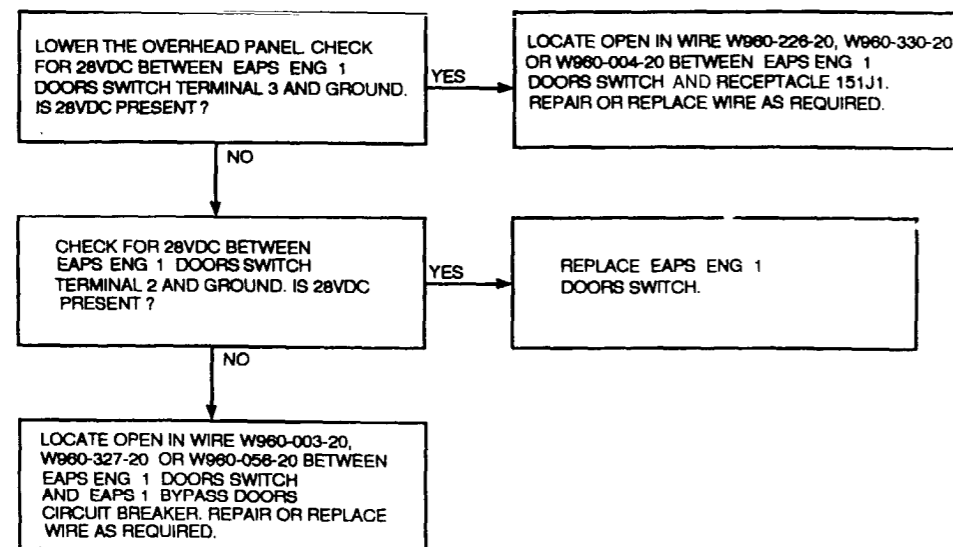 LOWER THE OVERHEAD PANEL. CHECK
FOR 28VDC BETWEEN EAPS ENG 1
DOORS SWITCH TERMINAL 3 AND GROUND.
IS 28VDC PRESENT ?
YES
LOCATE OPEN IN WIRE W960-226-20, W960-330-20
OR W960-004-20 BETWEEN EAPS ENG 1
DOORS SWITCH AND RECEPTACLE 151J1.
REPAIR OR REPLACE WIRE AS REQUIRED.
NO
CHECK FOR 28VDC BETWEEN
EAPS ENG 1 DOORS SWITCH
TERMINAL 2 AND GROUND. IS 28VDC
PRESENT ?
YES
REPLACE EAPS ENG 1
DOORS SWITCH.
NO
LOCATE OPEN IN WIRE W960-003-20,
W960-327-20 OR W960-056-20 BETWEEN
EAPS ENG 1 DOORS SWITCH
AND EAPS 1 BYPASS DOORS
CIRCUIT BREAKER. REPAIR OR REPLACE
WIRE AS REQUIRED.